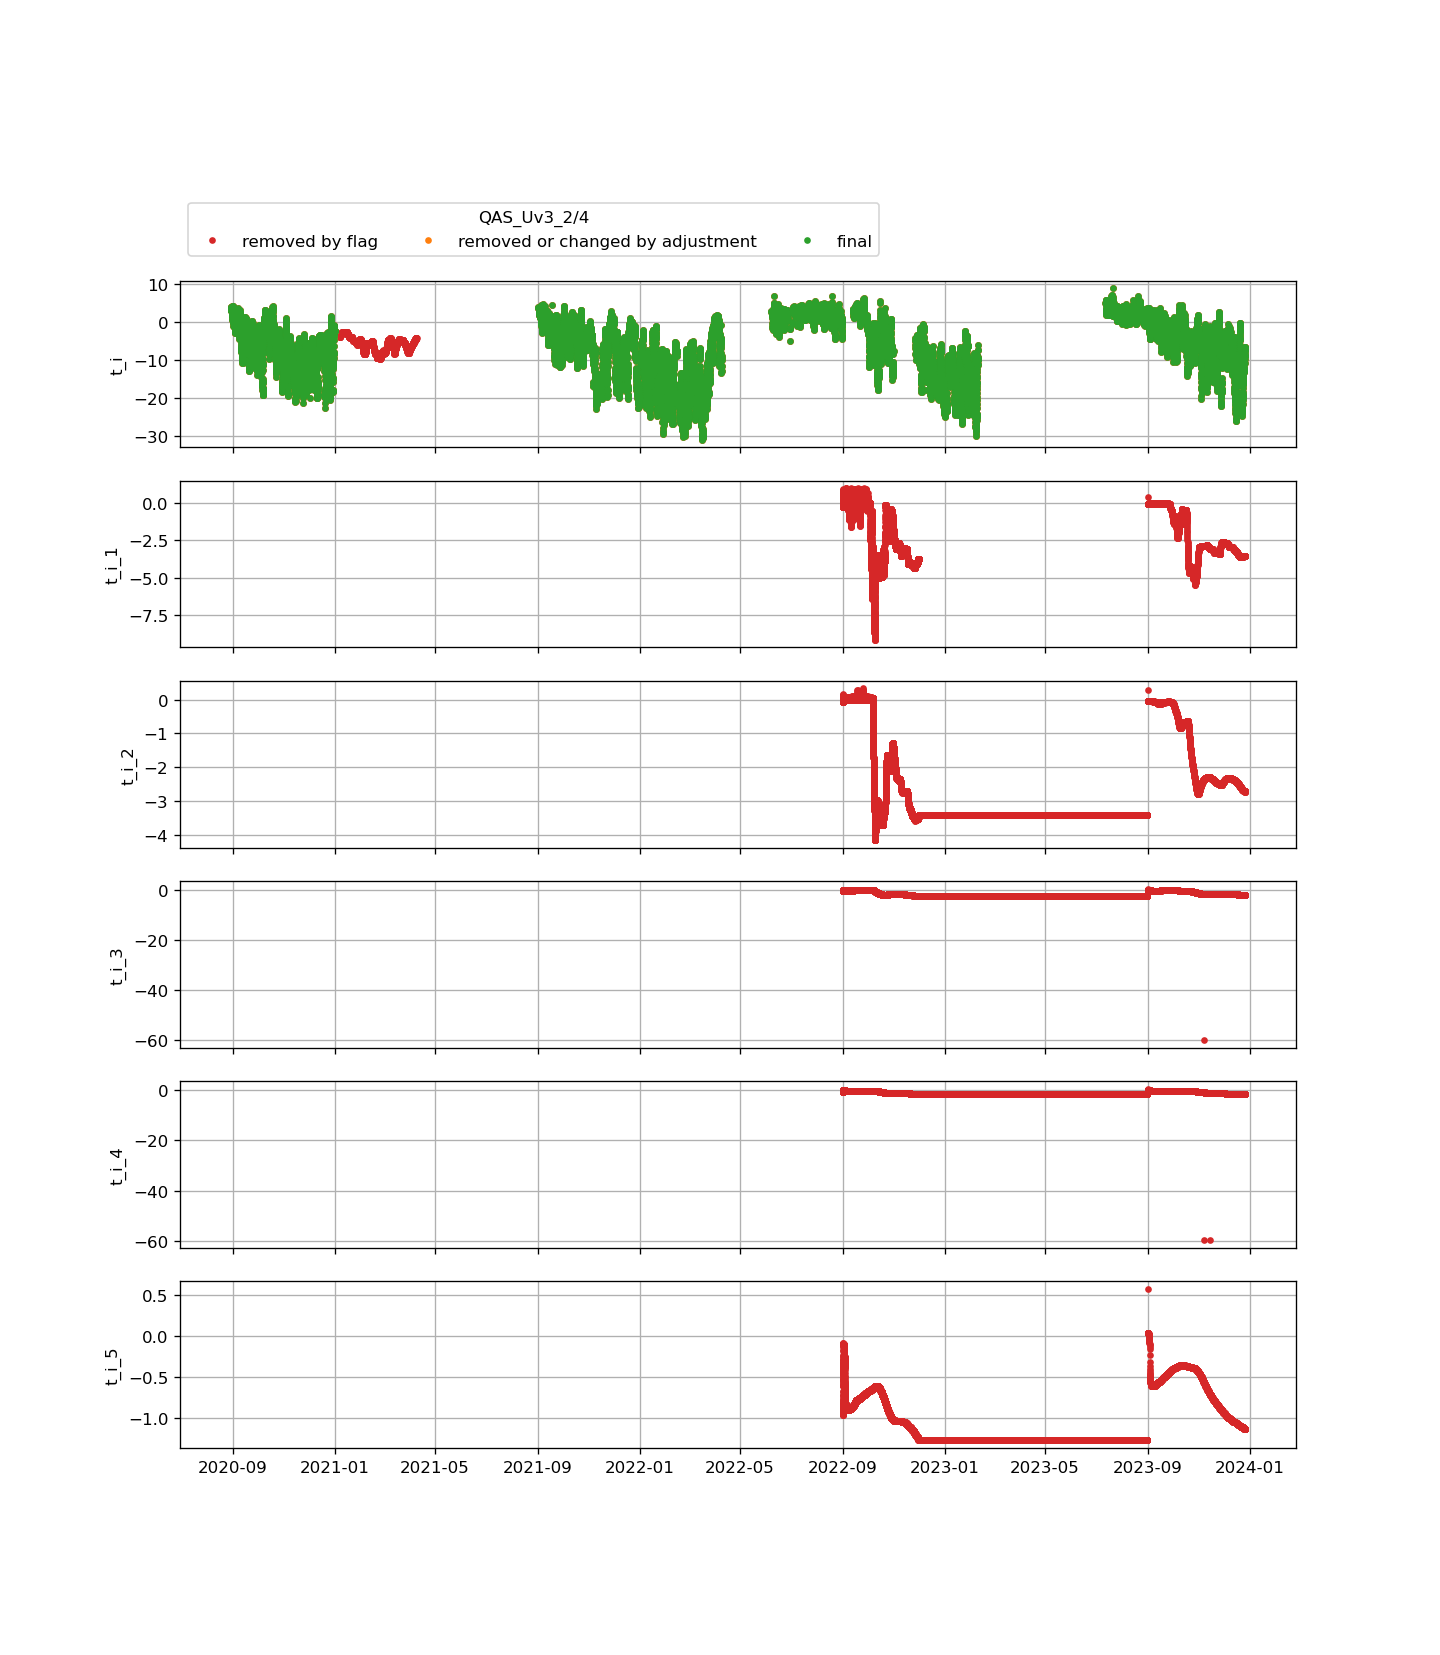 QAS_Uv3_2/4
removed by flag removed or changed by adjustment final
10
0
−10
−20
−30
t_i
0.0
−2.5
−5.0
−7.5
t_i_1
0
−1
−2
−3
−4
t_i_2
0
−20
−40
−60
t_i_3
0
−20
−40
−60
t_i_4
0.5
0.0
−0.5
−1.0
t_i_5
2020-09 2021-01 2021-05 2021-09 2022-01 2022-05 2022-09 2023-01 2023-05 2023-09 2024-01